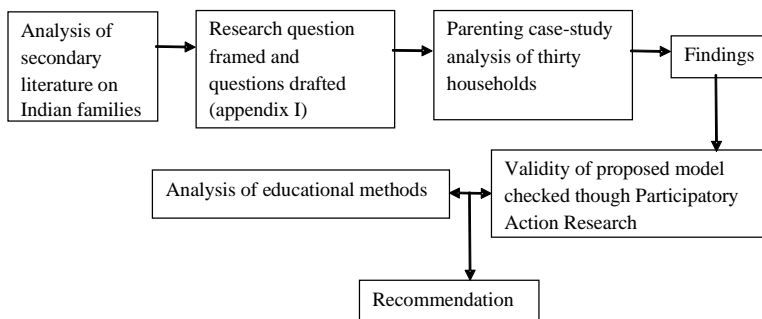 Analysis of
secondary
literature on
Indian families
Research question
framed and
questions drafted
(appendix I)
Parenting case-study
analysis of thirty
households
Findings
Validity of proposed model
checked though Participatory
Action Research
Analysis of educational methods
Recommendation